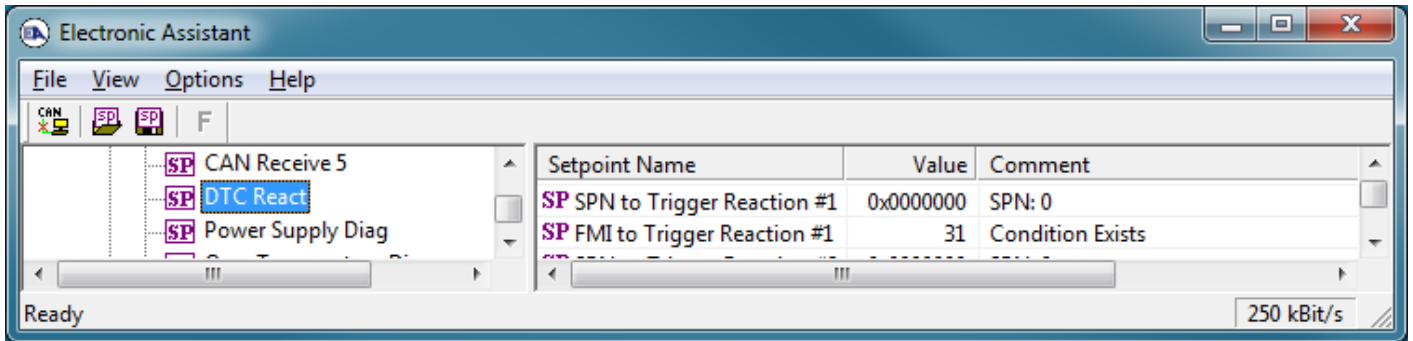 EA Electronic Assistant
File View Options Help
CAN SP SP F
SP CAN Receive 5
SP DTC React
SP Power Supply Diag
Setpoint Name Value Comment
SP SPN to Trigger Reaction #1 0x0000000 SPN: 0
SP FMI to Trigger Reaction #1 31 Condition Exists
Ready 250 kBit/s